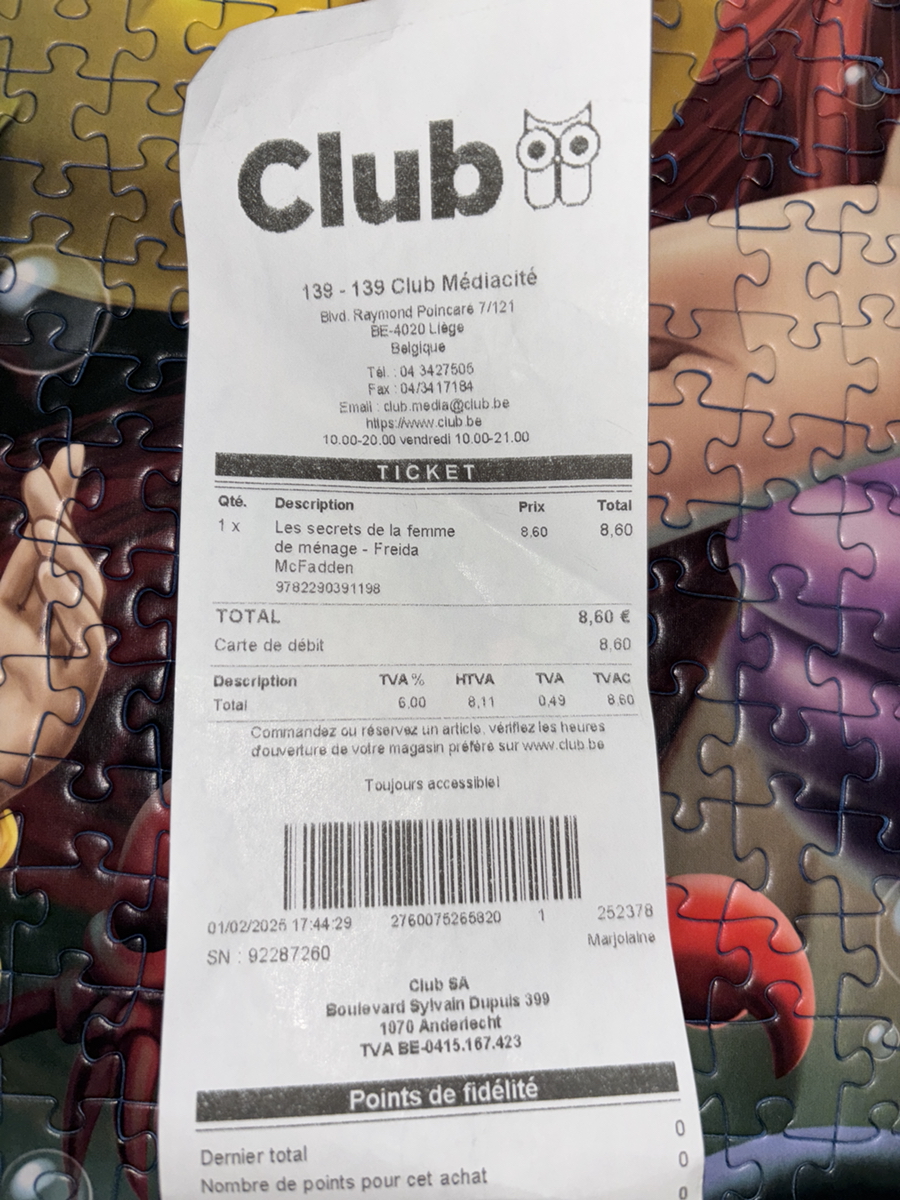 Club
139 - 139 Club Médiacité
Blvd. Raymond Poincaré 7/121
BE-4020 Liège
Belgique
Tél. : 04 3427506
Fax : 04/3417184
Email : club.media@club.be
https://www.club.be
10.00-20.00 vendredi 10.00-21.00
TICKET
Qté. Description Prix Total
1 x Les secrets de la femme 8,60 8,60
de ménage - Freida
McFadden
9782290391198
TOTAL 8,60 €
Carte de débit 8,60
Description TVA % HTVA TVA TVAC
Total 6,00 8,11 0,49 8,60
Commandez ou réservez un article, vérifiez les heures
d'ouverture de votre magasin préféré sur www.club.be
Toujours accessible!
01/02/2025 17:44:29 2760075265820 1 252378
Marjolaine
SN : 92287260
Club SA
Boulevard Sylvain Dupuis 399
1070 Anderlecht
TVA BE-0415.167.423
Points de fidélité
Dernier total 0
Nombre de points pour cet achat 0
0